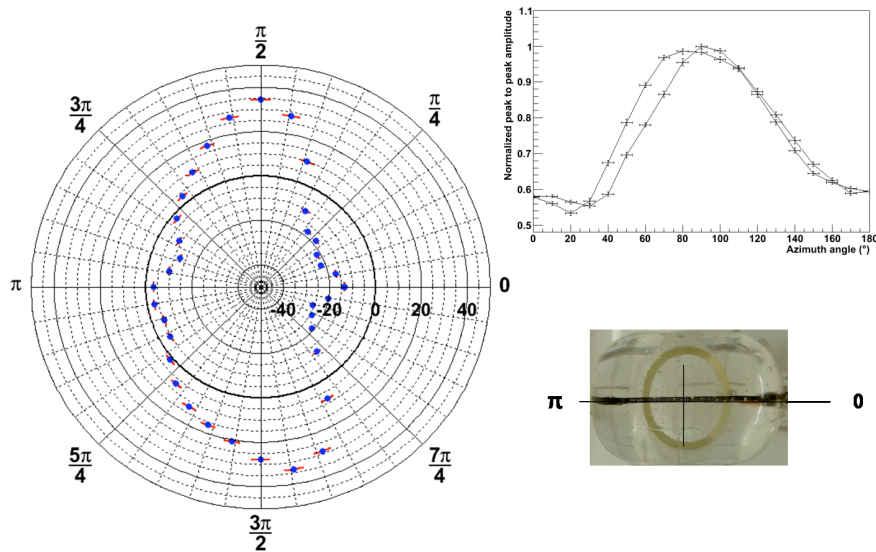 π/2
3π/4
π/4
π
0
-40 -20 0 20 40
5π/4
7π/4
3π/2
Normalized peak to peak amplitude
1.1
1
0.9
0.8
0.7
0.6
0.5
0 20 40 60 80 100 120 140 160 180
Azimuth angle (°)
π 0